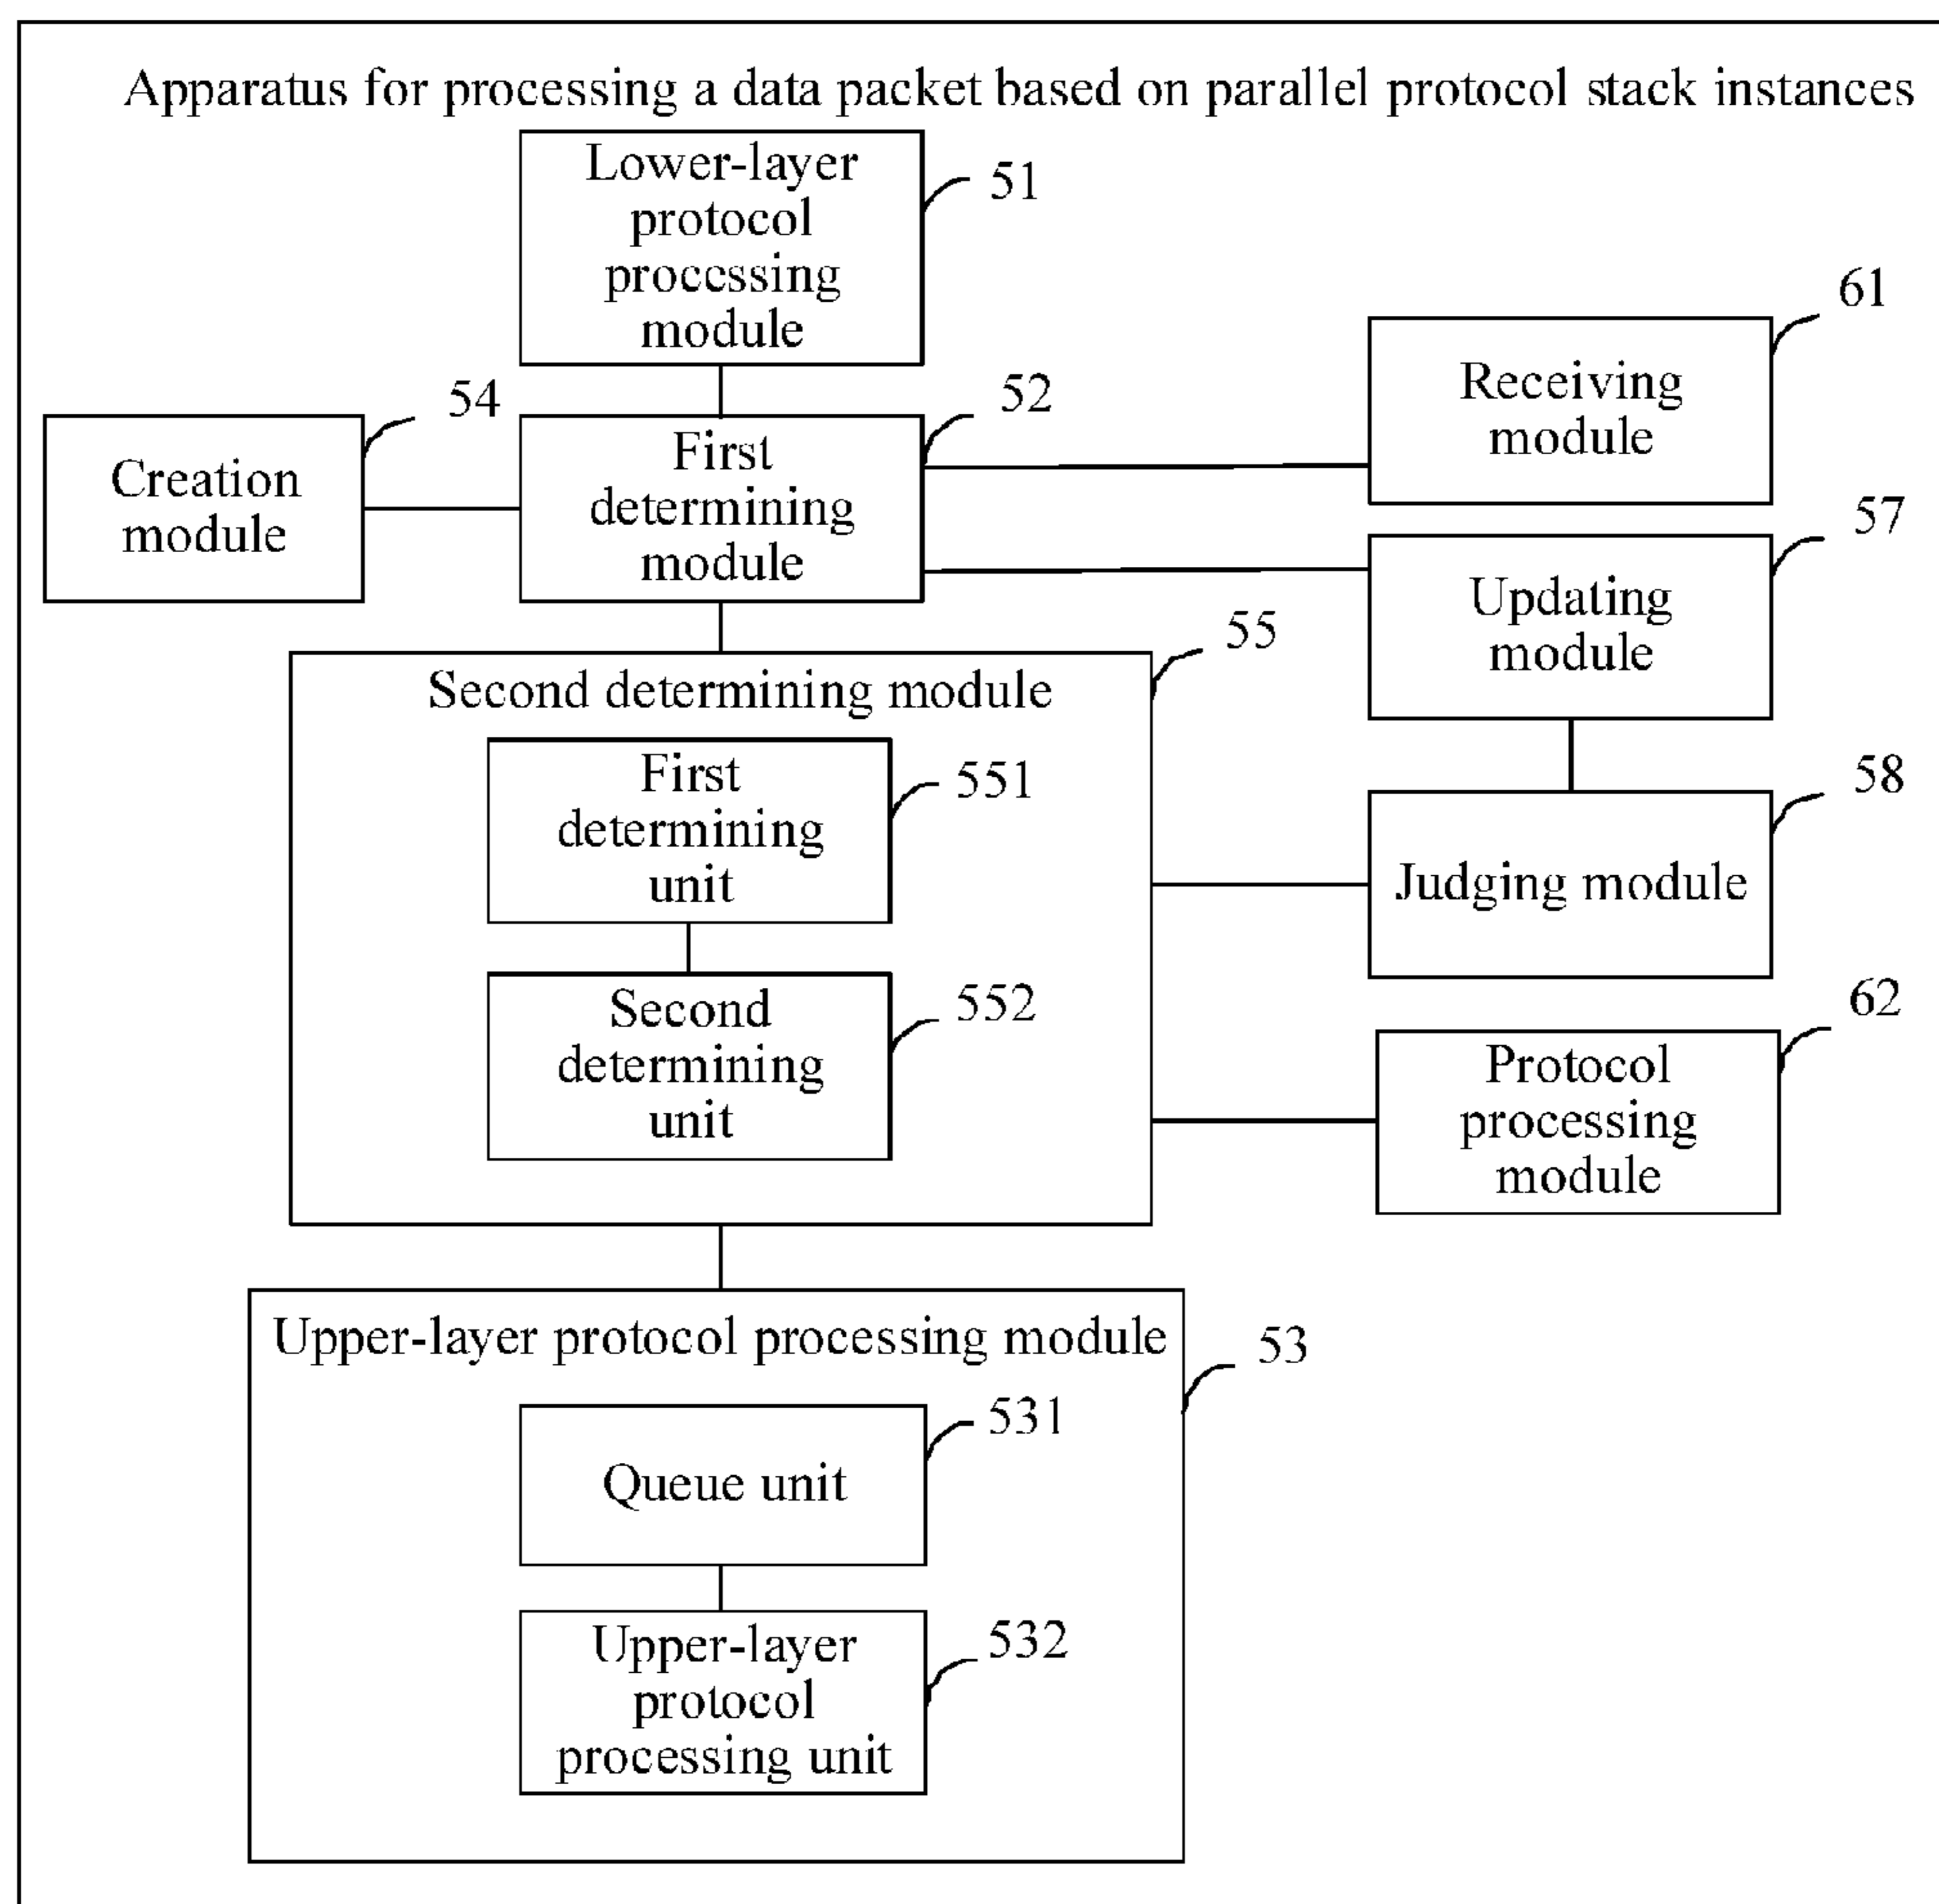 Apparatus for processing a data packet based on parallel protocol stack instances
Lower-layer
protocol
processing
module
51
61
Receiving
module
54
Creation
module
52
First
determining
module
57
Updating
module
55
Second determining module
First
determining
unit
551
58
Judging module
Second
determining
unit
552
62
Protocol
processing
module
Upper-layer protocol processing module
53
Queue unit
531
Upper-layer
protocol
processing unit
532